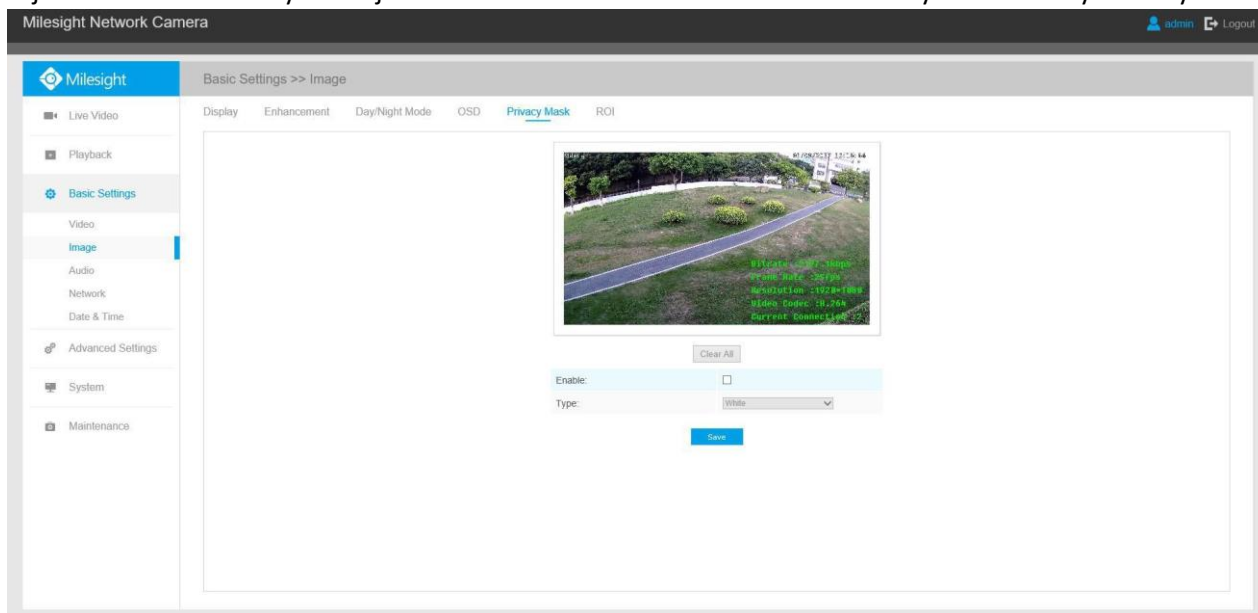 Milesight Network Camera
admin Logout
Milesight
Basic Settings >> Image
Live Video
Display Enhancement Day/Night Mode OSD Privacy Mask ROI
Playback
Basic Settings
Video
Image
Audio
Network
Date & Time
Advanced Settings
System
Maintenance
Frame Rate :25fps
Resolution :1920*1080
Video Codec :H.264
Current Connection :2
Clear All
Enable:
Type: White
Save